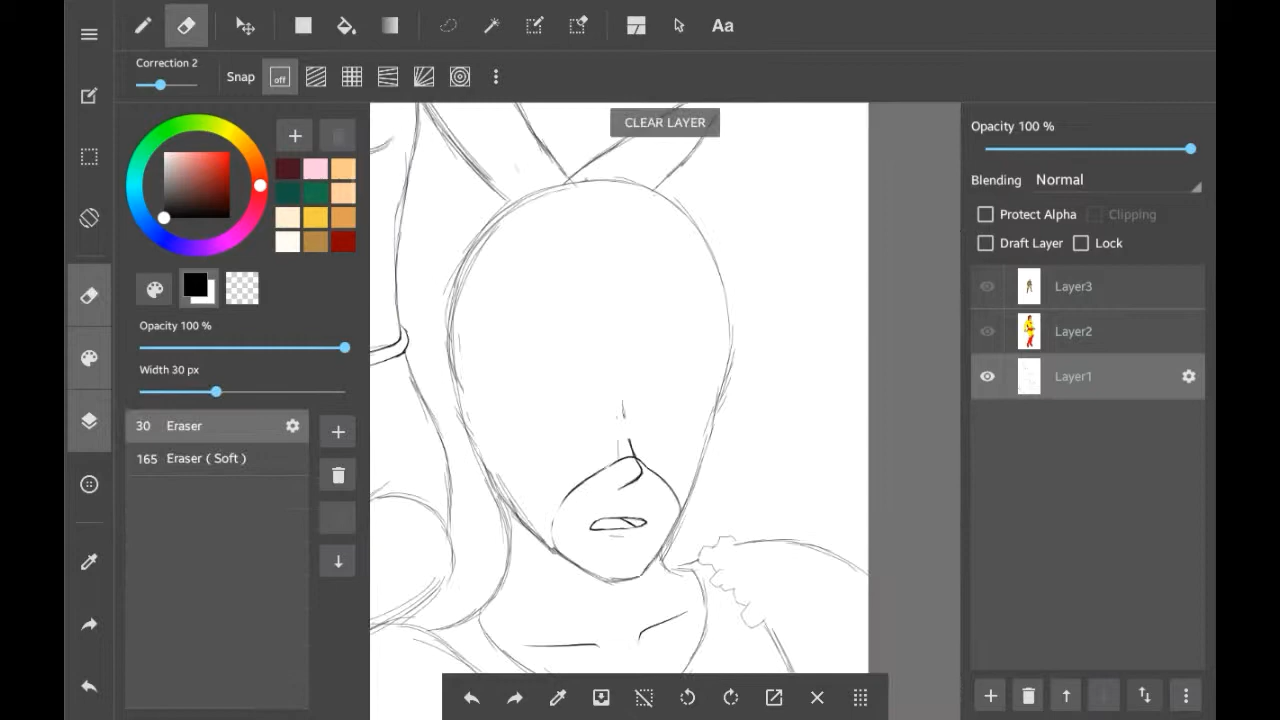 Aa
Correction 2
Snap
off
CLEAR LAYER
Opacity 100 %
Width 30 px
30 Eraser
165 Eraser ( Soft )
Opacity 100 %
Blending Normal
Protect Alpha
Clipping
Draft Layer
Lock
Layer3
Layer2
Layer1